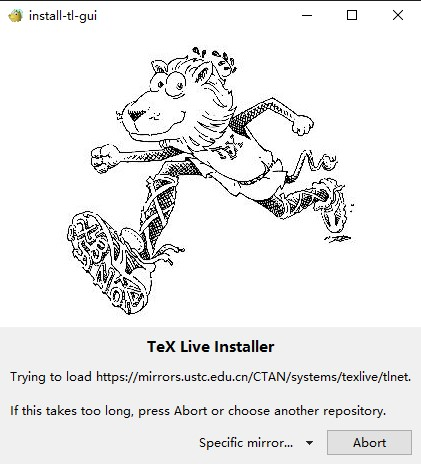 install-tl-gui
TeX Live Installer
Trying to load https://mirrors.ustc.edu.cn/CTAN/systems/texlive/tlnet.
If this takes too long, press Abort or choose another repository.
Specific mirror...
Abort